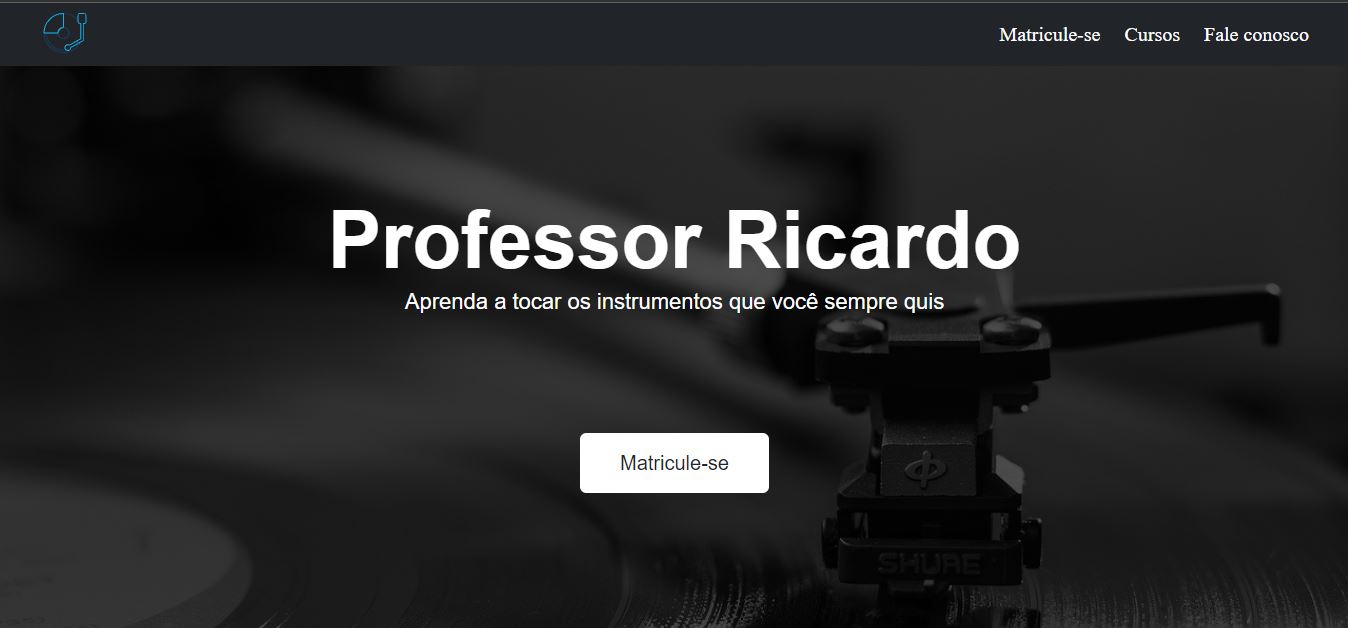 Matricule-se Cursos Fale conosco
Professor Ricardo
Aprenda a tocar os instrumentos que você sempre quis
Matricule-se
SHURE